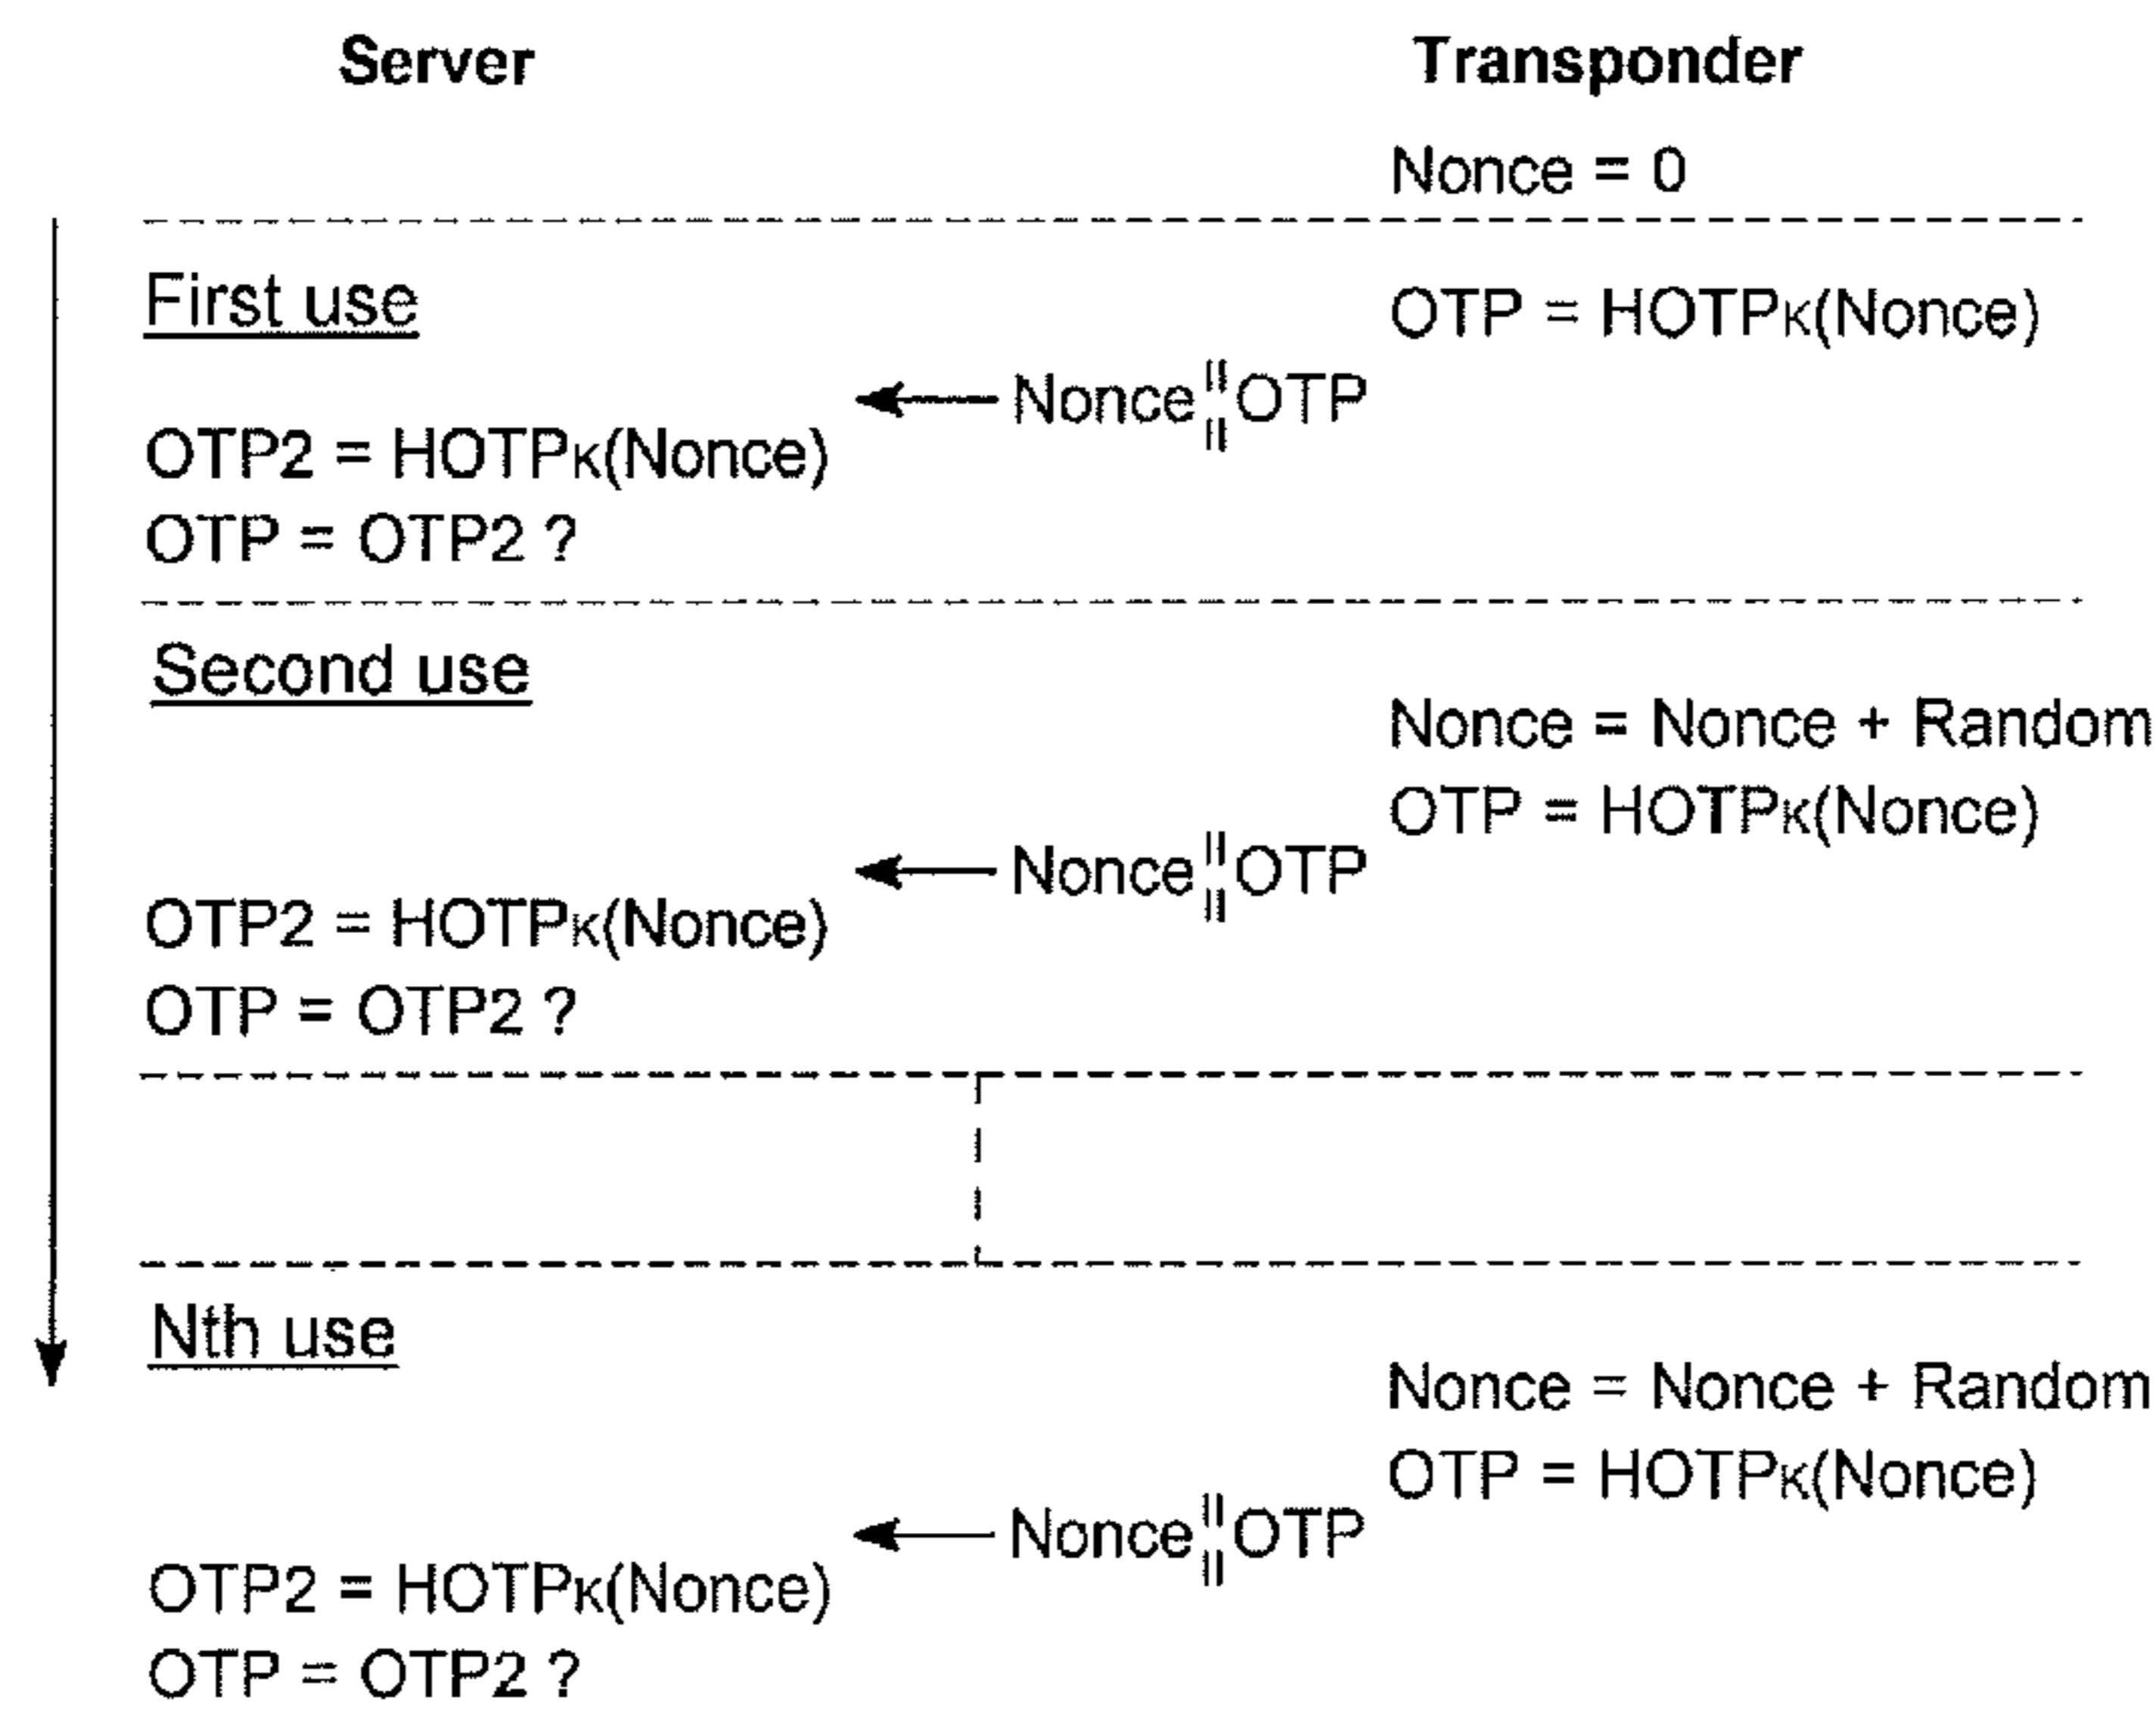 Server Transponder
Nonce = 0
First use
OTP = HOTPK(Nonce)
Nonce || OTP
OTP2 = HOTPK(Nonce)
OTP = OTP2 ?
Second use
Nonce = Nonce + Random
OTP = HOTPK(Nonce)
Nonce || OTP
OTP2 = HOTPK(Nonce)
OTP = OTP2 ?
Nth use
Nonce = Nonce + Random
OTP = HOTPK(Nonce)
Nonce || OTP
OTP2 = HOTPK(Nonce)
OTP = OTP2 ?